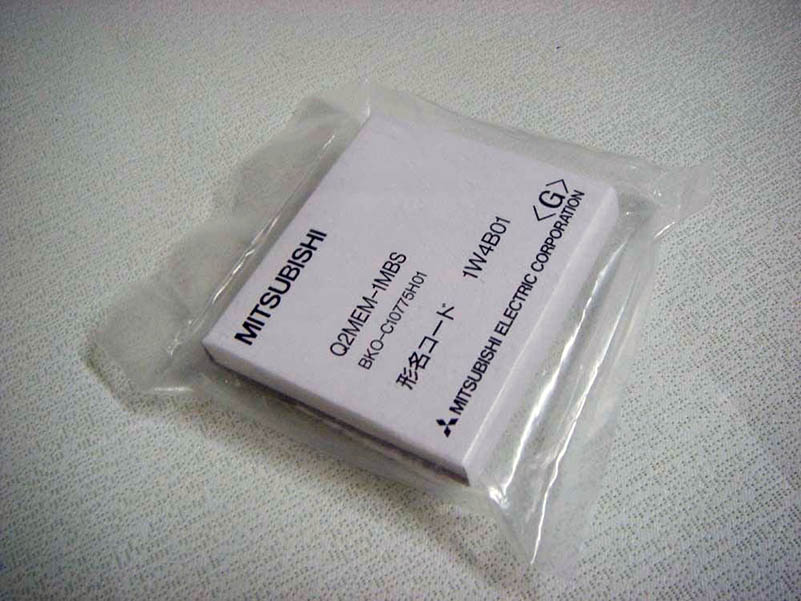 MITSUBISHI
Q2MEM-1MBS
BKO-C10775H01
形名コード 1W4B01
<G>
MITSUBISHI ELECTRIC CORPORATION